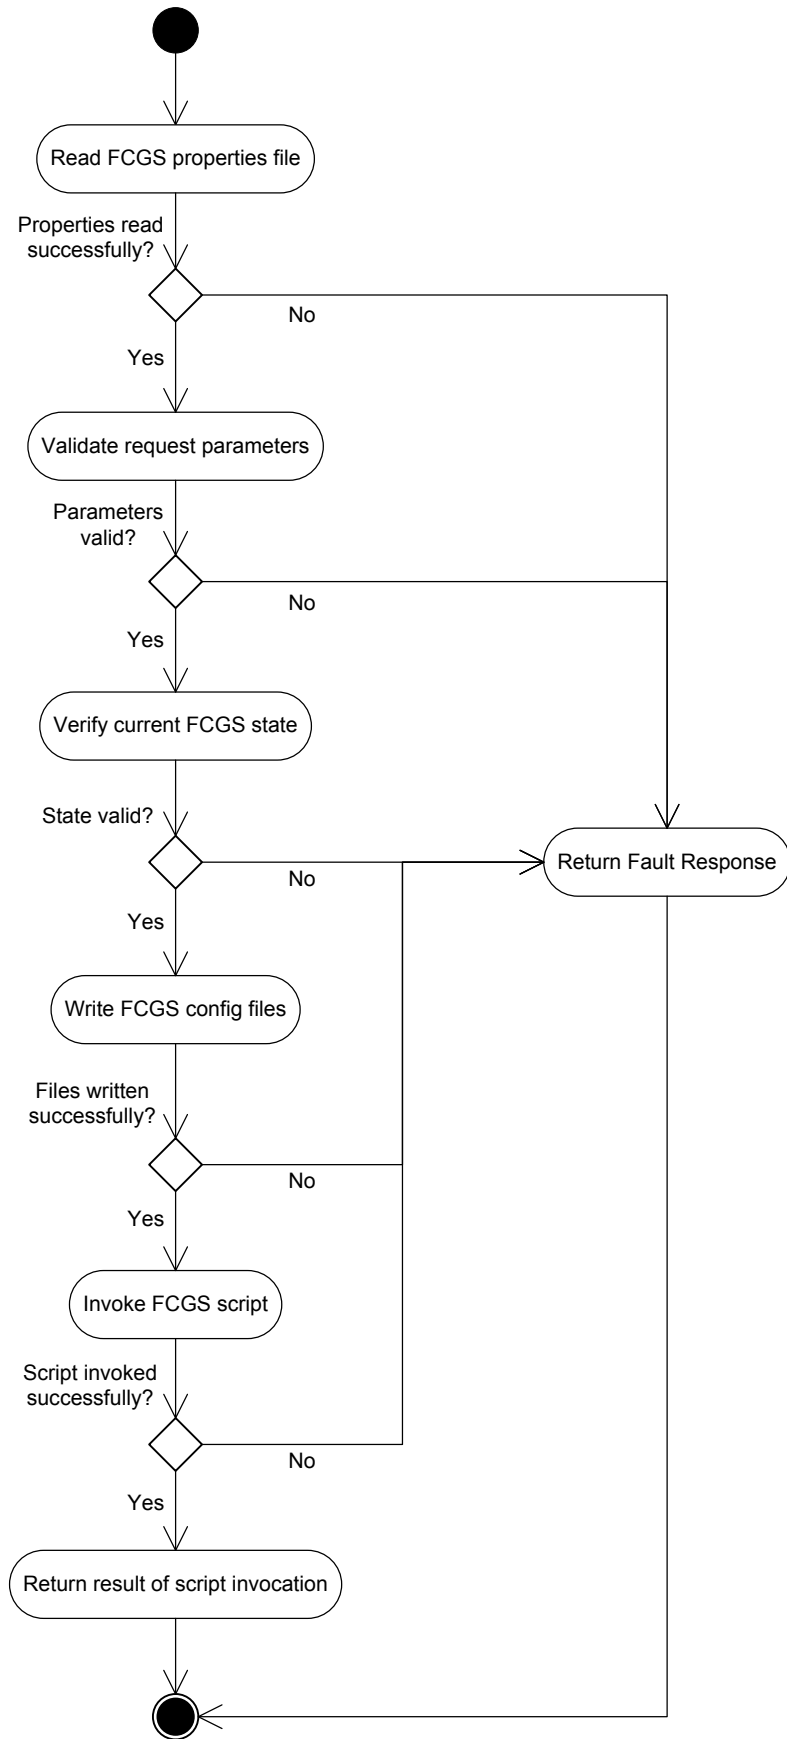 Read FCGS properties file
Properties read
successfully?
No
Yes
Validate request parameters
Parameters
valid?
No
Yes
Verify current FCGS state
State valid?
Return Fault Response
No
Yes
Write FCGS config files
Files written
successfully?
No
Yes
Invoke FCGS script
Script invoked
successfully?
No
Yes
Return result of script invocation